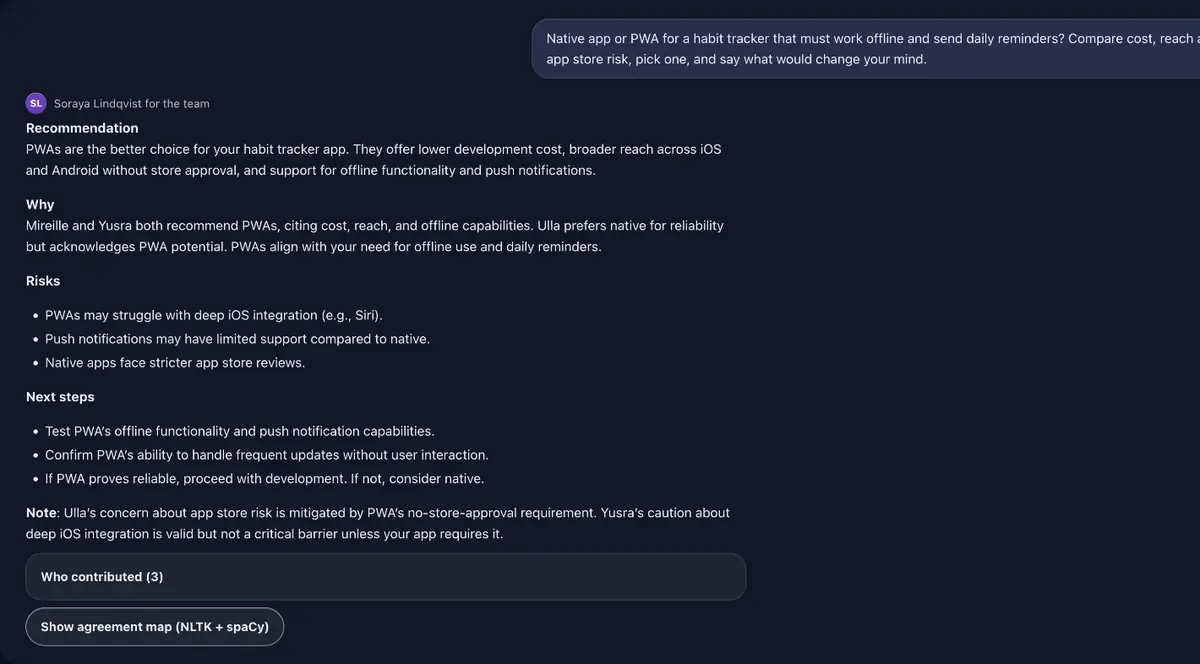 Native app or PWA for a habit tracker that must work offline and send daily reminders? Compare cost, reach
app store risk, pick one, and say what would change your mind.
SL Soraya Lindqvist for the team
Recommendation
PWAs are the better choice for your habit tracker app. They offer lower development cost, broader reach across iOS
and Android without store approval, and support for offline functionality and push notifications.
Why
Mireille and Yusra both recommend PWAs, citing cost, reach, and offline capabilities. Ulla prefers native for reliability
but acknowledges PWA potential. PWAs align with your need for offline use and daily reminders.
Risks
• PWAs may struggle with deep iOS integration (e.g., Siri).
• Push notifications may have limited support compared to native.
• Native apps face stricter app store reviews.
Next steps
• Test PWA’s offline functionality and push notification capabilities.
• Confirm PWA’s ability to handle frequent updates without user interaction.
• If PWA proves reliable, proceed with development. If not, consider native.
Note: Ulla’s concern about app store risk is mitigated by PWA’s no-store-approval requirement. Yusra’s caution about
deep iOS integration is valid but not a critical barrier unless your app requires it.
Who contributed (3)
Show agreement map (NLTK + spaCy)